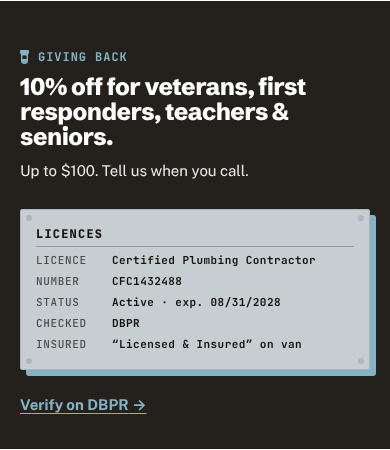 GIVING BACK
10% off for veterans, first
responders, teachers &
seniors.
Up to $100. Tell us when you call.
LICENCES
LICENCE Certified Plumbing Contractor
NUMBER CFC1432488
STATUS Active · exp. 08/31/2028
CHECKED DBPR
INSURED “Licensed & Insured” on van
Verify on DBPR →